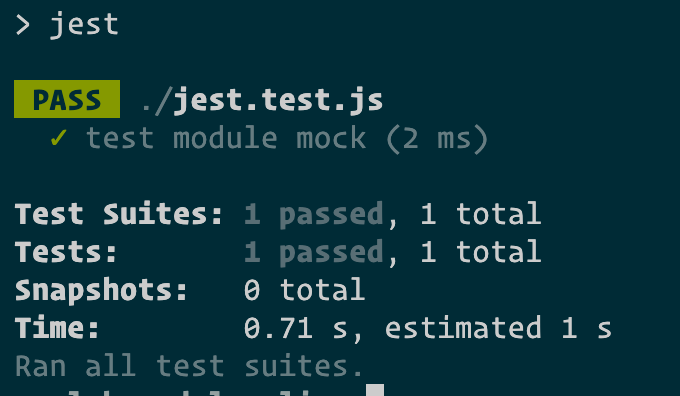 > jest
PASS ./jest.test.js
✓ test module mock (2 ms)
Test Suites: 1 passed, 1 total
Tests: 1 passed, 1 total
Snapshots: 0 total
Time: 0.71 s, estimated 1 s
Ran all test suites.